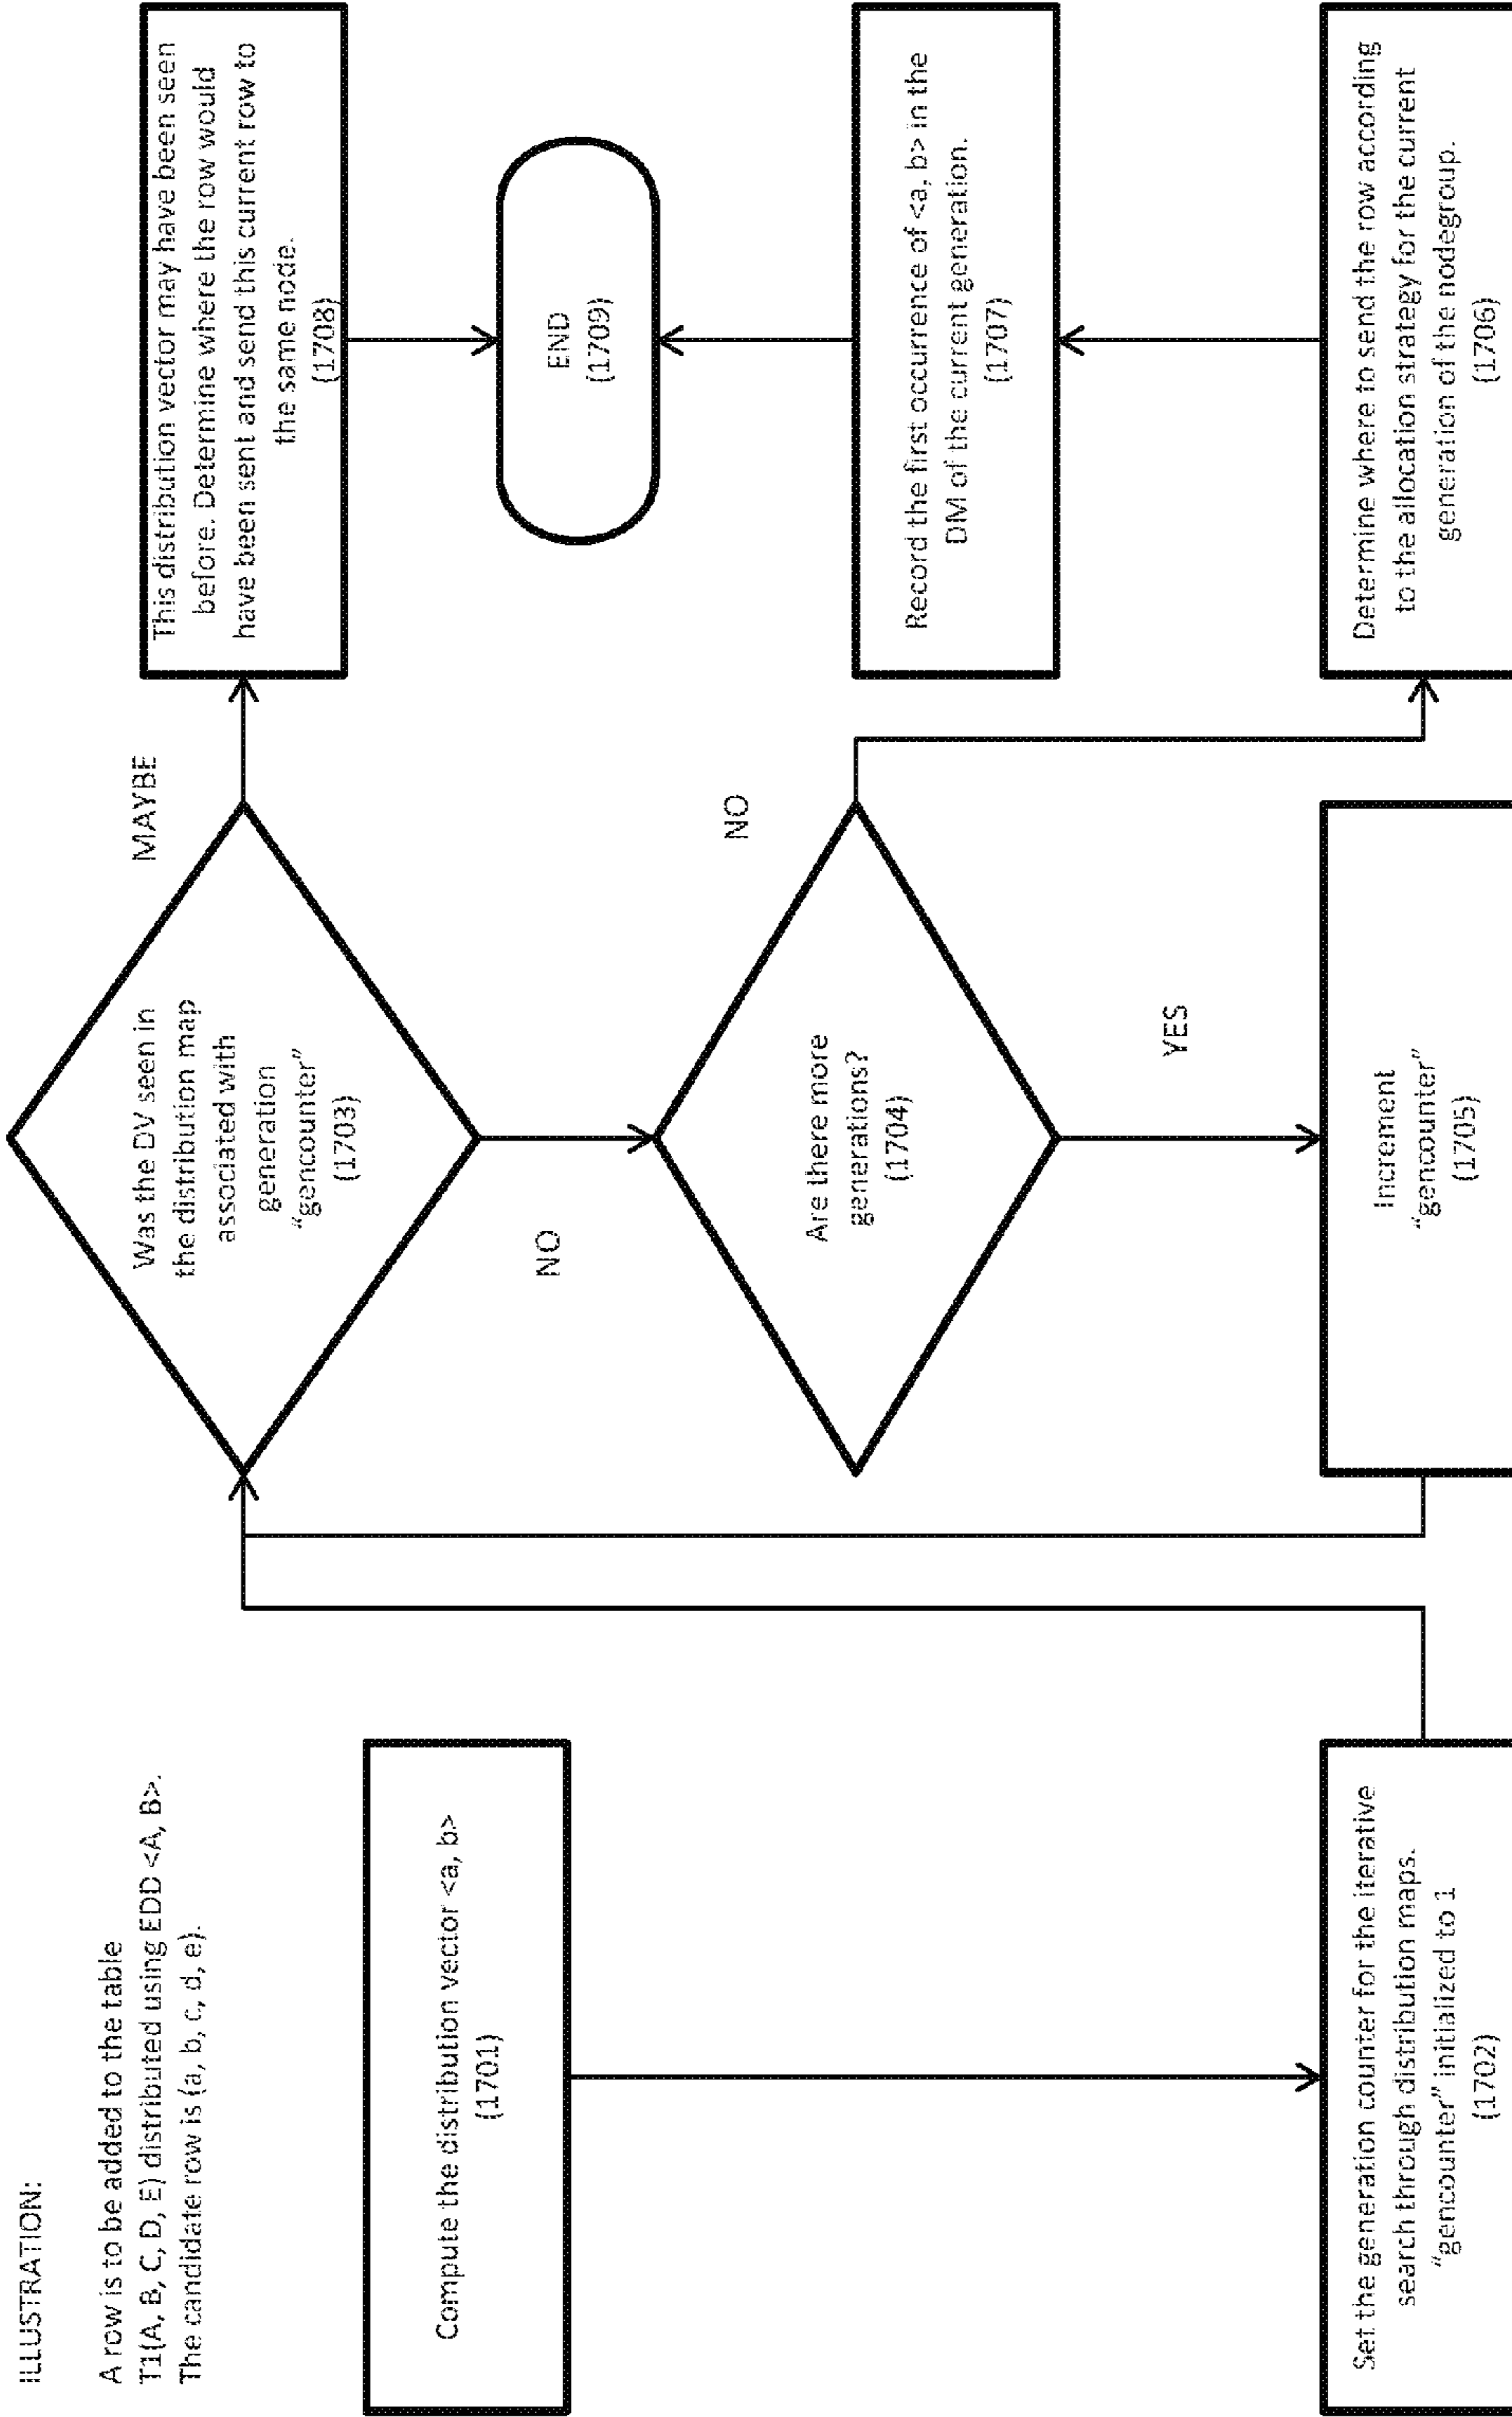 ILLUSTRATION:
A row is to be added to the table
T1(A, B, C, D, E) distributed using EDD <A, B>.
The candidate row is (a, b, c, d, e).
Compute the distribution vector <a, b>
(1701)
Set the generation counter for the iterative
search through distribution maps.
"gencounter" initialized to 1
(1702)
Was the DV seen in
the distribution map
associated with
generation
"gencounter"
(1703)
MAYBE
NO
Are there more
generations?
(1704)
NO
YES
Increment
"gencounter"
(1705)
This distribution vector may have been seen
before. Determine where the row would
have been sent and send this current row to
the same node.
(1708)
END
(1709)
Record the first occurrence of <a, b> in the
DM of the current generation.
(1707)
Determine where to send the row according
to the allocation strategy for the current
generation of the nodegroup.
(1706)